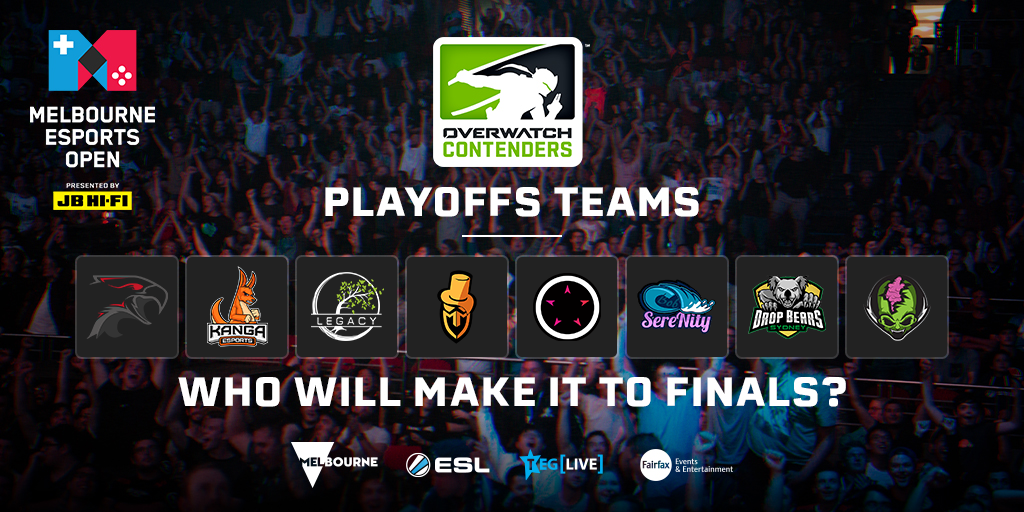 MELBOURNE
ESPORTS
OPEN
PRESENTED BY
JB HI-FI
OVERWATCH
CONTENDERS
™
PLAYOFFS TEAMS
KANGA
ESPORTS
LEGACY
SereNity
DROP BEARS
SYDNEY
WHO WILL MAKE IT TO FINALS?
MELBOURNE
ESL
TEG[LIVE]
Fairfax
Events
& Entertainment